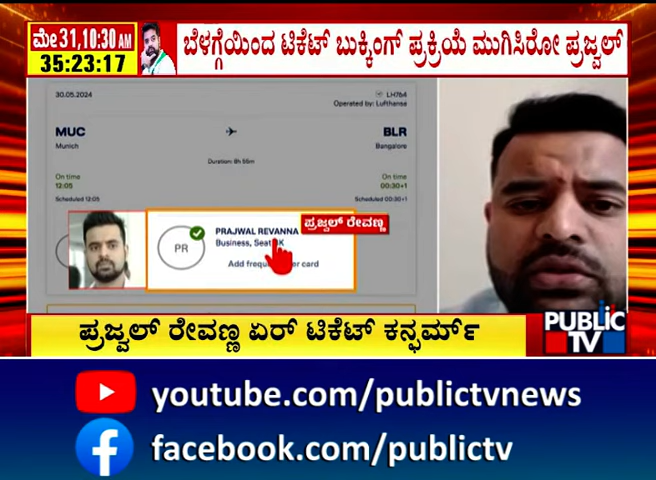 ಮೇ 31, 10:30 AM
35:23:17
ಬೆಳಗ್ಗೆಯಿಂದ ಟಿಕೆಟ್ ಬುಕ್ಕಿಂಗ್ ಪ್ರಕ್ರಿಯೆ ಮುಗಿಸಿರೋ ಪ್ರಜ್ವಲ್
30.05.2024
LH764
Operated by: Lufthansa
MUC
BLR
Munich
Bangalore
Duration: 8h 55m
On time
On time
12:05
00:30+1
Scheduled 12:05
Scheduled 00:30+1
PR
PRAJWAL REVANNA
ಪ್ರಜ್ವಲ್ ರೇವಣ್ಣ
Business, Seat
Add card
PUBLiC
TV
ಪ್ರಜ್ವಲ್ ರೇವಣ್ಣ ಏರ್ ಟಿಕೆಟ್ ಕನ್ಫರ್ಮ್
youtube.com/publictvnews
facebook.com/publictv